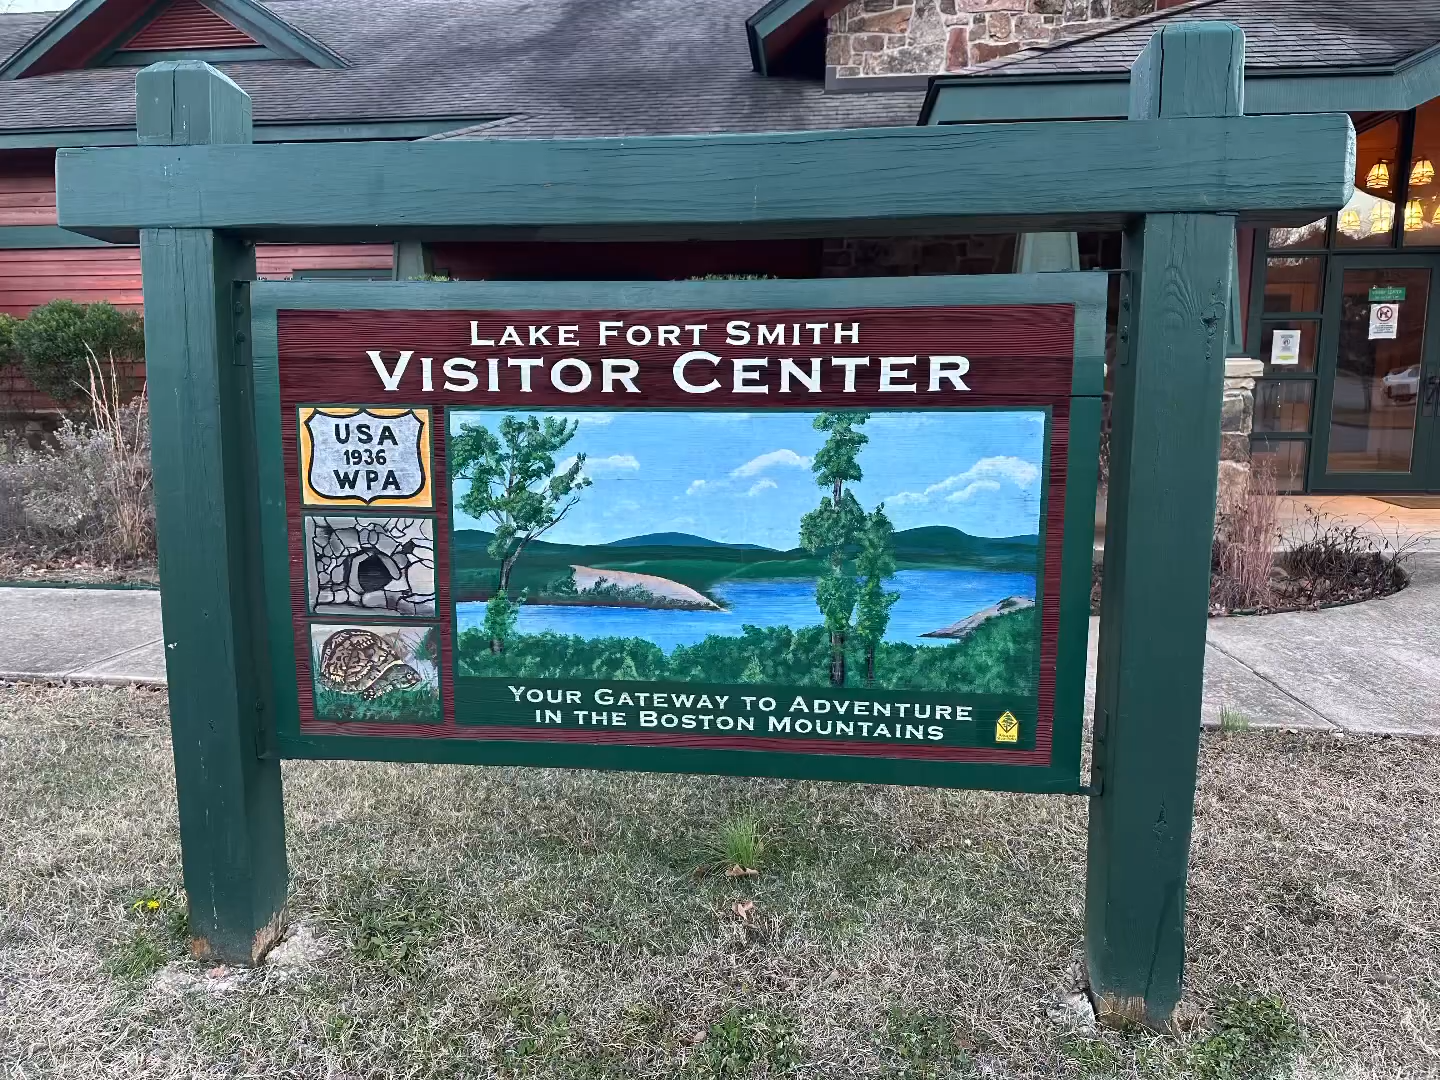 LAKE FORT SMITH
VISITOR CENTER
USA
1936
WPA
YOUR GATEWAY TO ADVENTURE
IN THE BOSTON MOUNTAINS